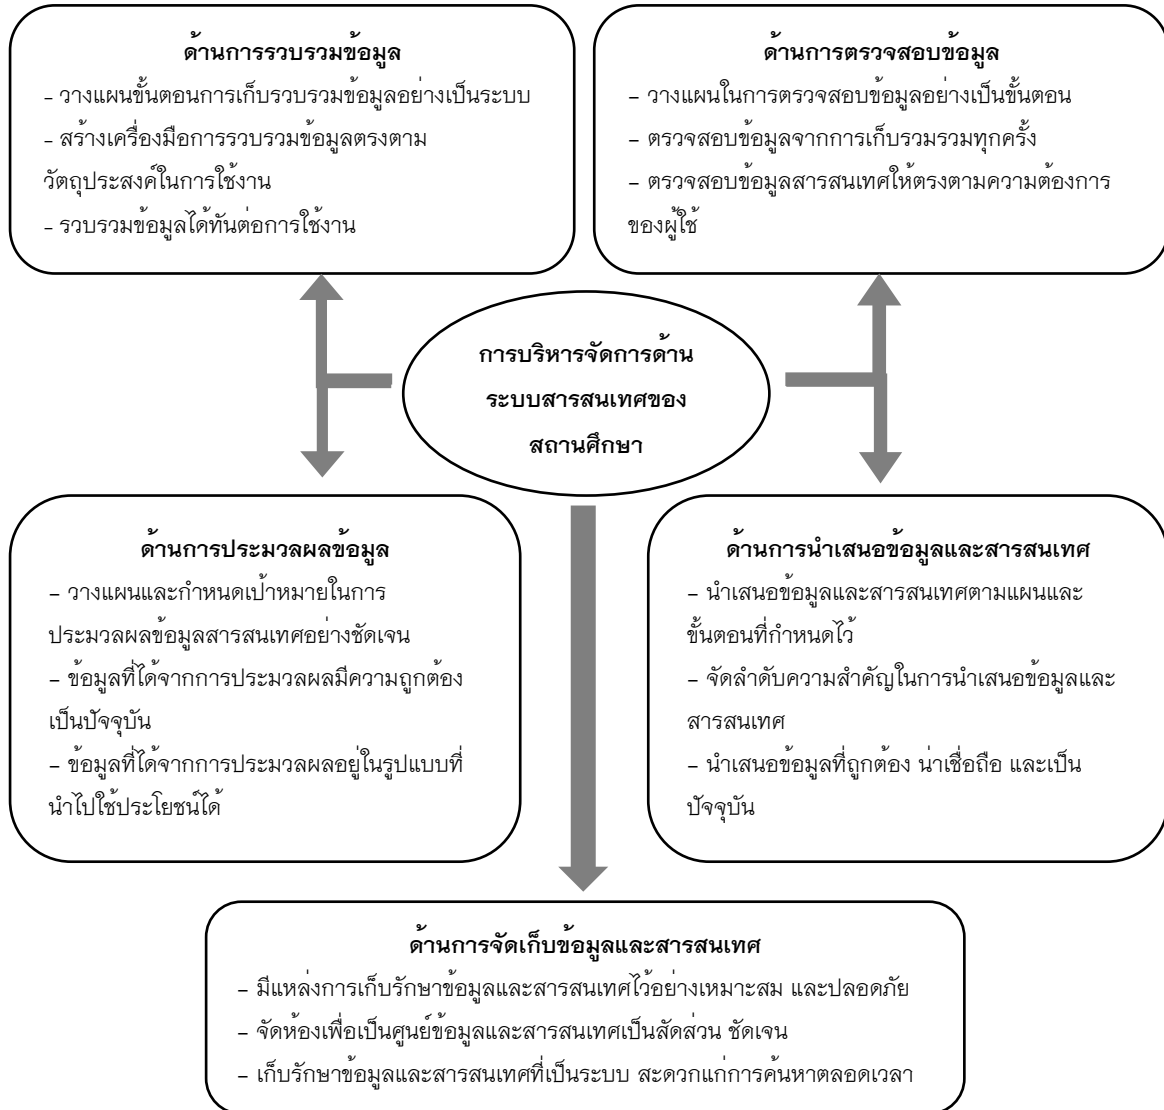 ด้านการรวบรวมข้อมูล
- วางแผนขั้นตอนการเก็บรวบรวมข้อมูลอย่างเป็นระบบ
- สร้างเครื่องมือการรวบรวมข้อมูลตรงตาม
วัตถุประสงค์ในการใช้งาน
- รวบรวมข้อมูลได้ทันต่อการใช้งาน
ด้านการตรวจสอบข้อมูล
– วางแผนในการตรวจสอบข้อมูลอย่างเป็นขั้นตอน
– ตรวจสอบข้อมูลจากการเก็บรวมรวมทุกครั้ง
– ตรวจสอบข้อมูลสารสนเทศให้ตรงตามความต้องการ
ของผู้ใช้
การบริหารจัดการด้าน
ระบบสารสนเทศของ
สถานศึกษา
ด้านการประมวลผลข้อมูล
– วางแผนและกำหนดเป้าหมายในการ
ประมวลผลข้อมูลสารสนเทศอย่างชัดเจน
– ข้อมูลที่ได้จากการประมวลผลมีความถูกต้อง
เป็นปัจจุบัน
– ข้อมูลที่ได้จากการประมวลผลอยู่ในรูปแบบที่
นำไปใช้ประโยชน์ได้
ด้านการนำเสนอข้อมูลและสารสนเทศ
– นำเสนอข้อมูลและสารสนเทศตามแผนและ
ขั้นตอนที่กำหนดไว้
– จัดลำดับความสำคัญในการนำเสนอข้อมูลและ
สารสนเทศ
– นำเสนอข้อมูลที่ถูกต้อง น่าเชื่อถือ และเป็น
ปัจจุบัน
ด้านการจัดเก็บข้อมูลและสารสนเทศ
– มีแหล่งการเก็บรักษาข้อมูลและสารสนเทศไว้อย่างเหมาะสม และปลอดภัย
– จัดห้องเพื่อเป็นศูนย์ข้อมูลและสารสนเทศเป็นสัดส่วน ชัดเจน
– เก็บรักษาข้อมูลและสารสนเทศที่เป็นระบบ สะดวกแก่การค้นหาตลอดเวลา